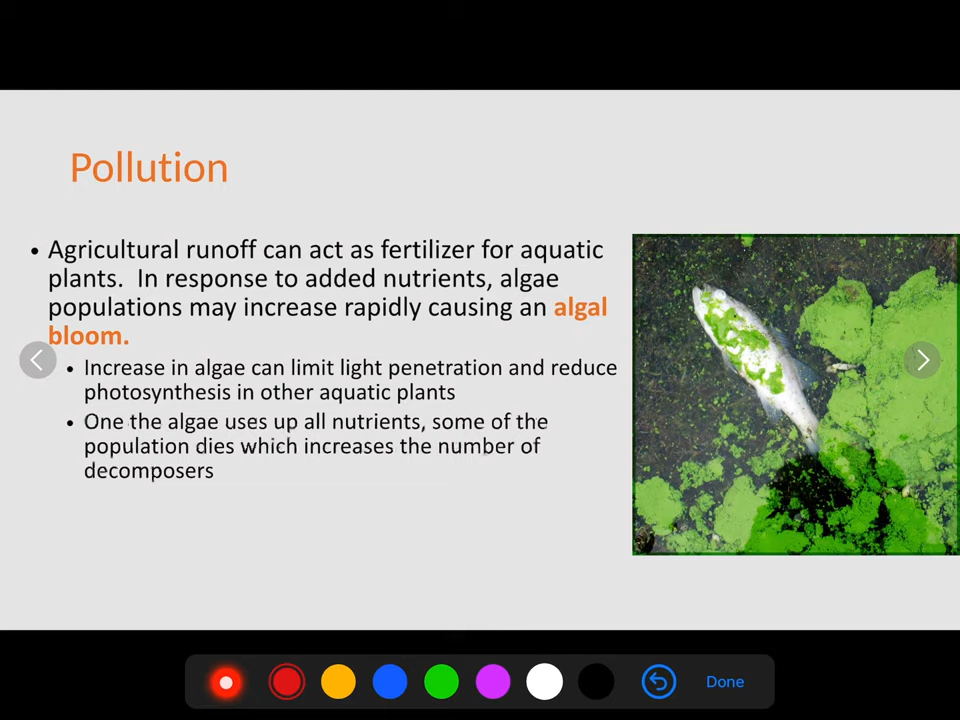 Pollution
• Agricultural runoff can act as fertilizer for aquatic
plants.  In response to added nutrients, algae
populations may increase rapidly causing an algal
bloom.
• Increase in algae can limit light penetration and reduce
photosynthesis in other aquatic plants
• One the algae uses up all nutrients, some of the
population dies which increases the number of
decomposers
Done